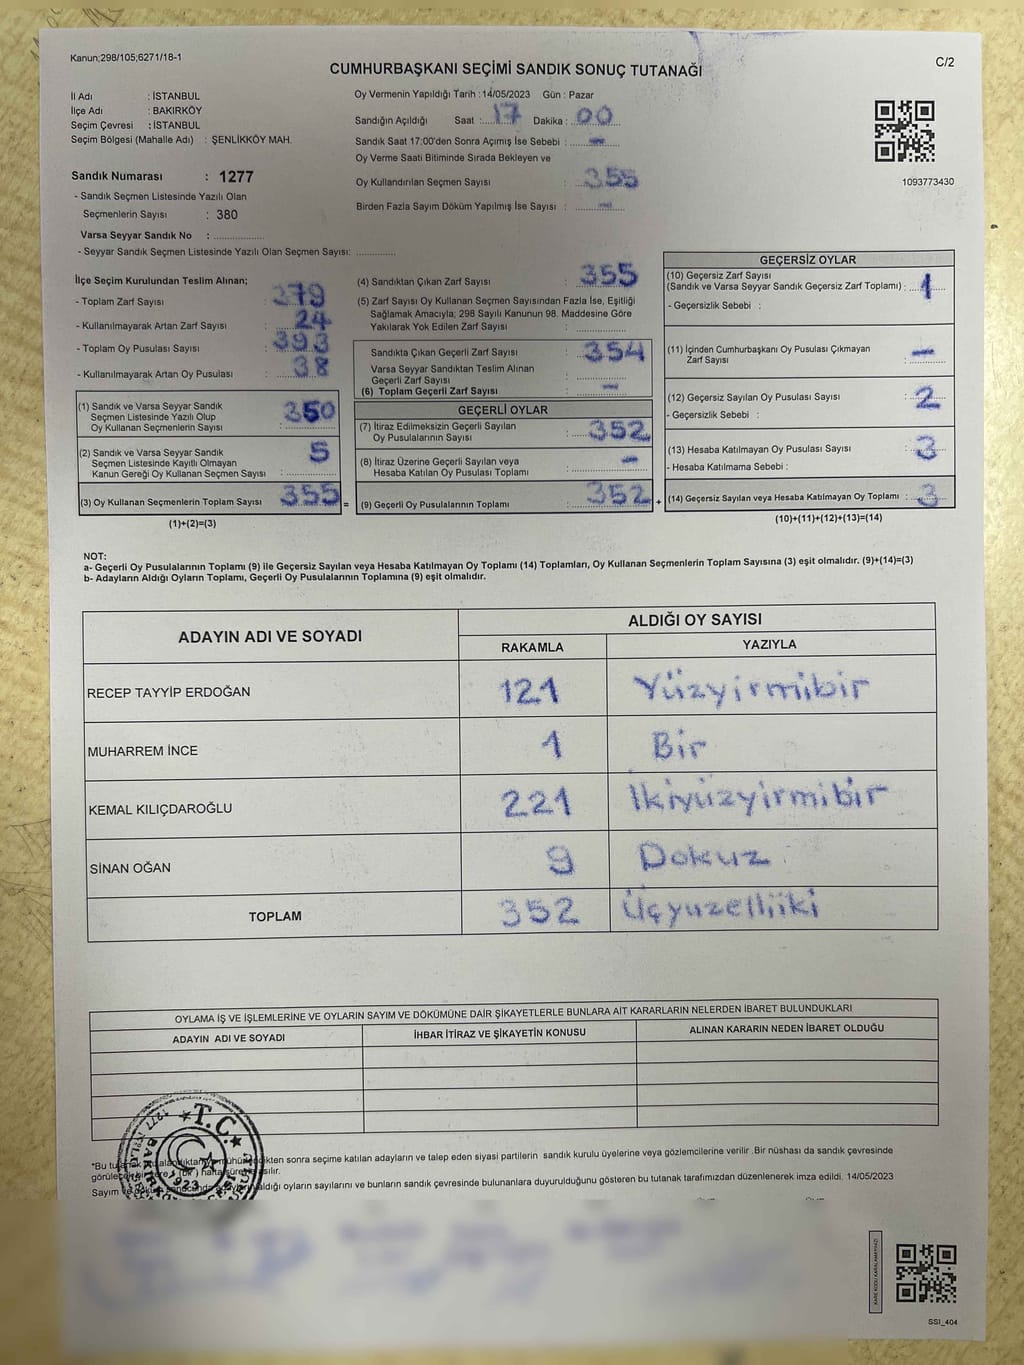 Kanun;298/105;6271/18-1
CUMHURBAŞKANI SEÇİMİ SANDIK SONUÇ TUTANAĞI
C/2
İl Adı : İSTANBUL
İlçe Adı : BAKIRKÖY
Seçim Çevresi : İSTANBUL
Seçim Bölgesi (Mahalle Adı) : ŞENLİKKÖY MAH.
Sandık Numarası : 1277
- Sandık Seçmen Listesinde Yazılı Olan
Seçmenlerin Sayısı : 380
Varsa Seyyar Sandık No : ................
- Seyyar Sandık Seçmen Listesinde Yazılı Olan Seçmen Sayısı: .............
Oy Vermenin Yapıldığı Tarih : 14/05/2023 Gün : Pazar
Sandığın Açıldığı Saat : 17 Dakika : 00
Sandık Saat 17:00'den Sonra Açımış İse Sebebi : -
Oy Verme Saati Bitiminde Sırada Bekleyen ve
Oy Kullandırılan Seçmen Sayısı : 355
Birden Fazla Sayım Döküm Yapılmış İse Sayısı : -
1093773430
İlçe Seçim Kurulundan Teslim Alınan;
- Toplam Zarf Sayısı : 379
- Kullanılmayarak Artan Zarf Sayısı : 24
- Toplam Oy Pusulası Sayısı : 393
- Kullanılmayarak Artan Oy Pusulası : 38
(1) Sandık ve Varsa Seyyar Sandık
Seçmen Listesinde Yazılı Olup
Oy Kullanan Seçmenlerin Sayısı : 350
(2) Sandık ve Varsa Seyyar Sandık
Seçmen Listesinde Kayıtlı Olmayan
Kanun Gereği Oy Kullanan Seçmen Sayısı : 5
(3) Oy Kullanan Seçmenlerin Toplam Sayısı : 355 =
(1)+(2)=(3)
(4) Sandıktan Çıkan Zarf Sayısı : 355
(5) Zarf Sayısı Oy Kullanan Seçmen Sayısından Fazla İse, Eşitliği
Sağlamak Amacıyla; 298 Sayılı Kanunun 98. Maddesine Göre
Yakılarak Yok Edilen Zarf Sayısı : ................
Sandıkta Çıkan Geçerli Zarf Sayısı : 354
Varsa Seyyar Sandıktan Teslim Alınan
Geçerli Zarf Sayısı :
(6) Toplam Geçerli Zarf Sayısı : -
GEÇERLİ OYLAR
(7) İtiraz Edilmeksizin Geçerli Sayılan
Oy Pusulalarının Sayısı : 352
(8) İtiraz Üzerine Geçerli Sayılan veya
Hesaba Katılan Oy Pusulası Toplamı : -
(9) Geçerli Oy Pusulalarının Toplamı : 352 +
GEÇERSİZ OYLAR
(10) Geçersiz Zarf Sayısı
(Sandık ve Varsa Seyyar Sandık Geçersiz Zarf Toplamı) : 1
- Geçersizlik Sebebi :
(11) İçinden Cumhurbaşkanı Oy Pusulası Çıkmayan
Zarf Sayısı : -
(12) Geçersiz Sayılan Oy Pusulası Sayısı : 2
- Geçersizlik Sebebi :
(13) Hesaba Katılmayan Oy Pusulası Sayısı : 3
- Hesaba Katılmama Sebebi :
(14) Geçersiz Sayılan veya Hesaba Katılmayan Oy Toplamı : 3
(10)+(11)+(12)+(13)=(14)
NOT:
a- Geçerli Oy Pusulalarının Toplamı (9) ile Geçersiz Sayılan veya Hesaba Katılmayan Oy Toplamı (14) Toplamları, Oy Kullanan Seçmenlerin Toplam Sayısına (3) eşit olmalıdır. (9)+(14)=(3)
b- Adayların Aldığı Oyların Toplamı, Geçerli Oy Pusulalarının Toplamına (9) eşit olmalıdır.
ADAYIN ADI VE SOYADI ALDIĞI OY SAYISI
RAKAMLA YAZIYLA
RECEP TAYYİP ERDOĞAN 121 Yüzyirmibir
MUHARREM İNCE 1 Bir
KEMAL KILIÇDAROĞLU 221 İkiyüzyirmibir
SİNAN OĞAN 9 Dokuz
TOPLAM 352 Üçyuzelliiki
OYLAMA İŞ VE İŞLEMLERİNE VE OYLARIN SAYIM VE DÖKÜMÜNE DAİR ŞİKAYETLERLE BUNLARA AİT KARARLARIN NELERDEN İBARET BULUNDUKLARI
ADAYIN ADI VE SOYADI İHBAR İTİRAZ VE ŞİKAYETİN KONUSU ALINAN KARARIN NEDEN İBARET OLDUĞU
T.C.
1923
*Bu sonra seçime katılan adayların ve talep eden siyasi partilerin sandık kurulu üyelerine veya gözlemcilerine verilir .Bir nüshası da sandık çevresinde
hafta
Sayım aldığı oyların sayılarını ve bunların sandık çevresinde bulunanlara duyurulduğunu gösteren bu tutanak tarafımızdan düzenlenerek imza edildi. 14/05/2023
KARE KODU KARALAMAYINIZ!
SSI_404